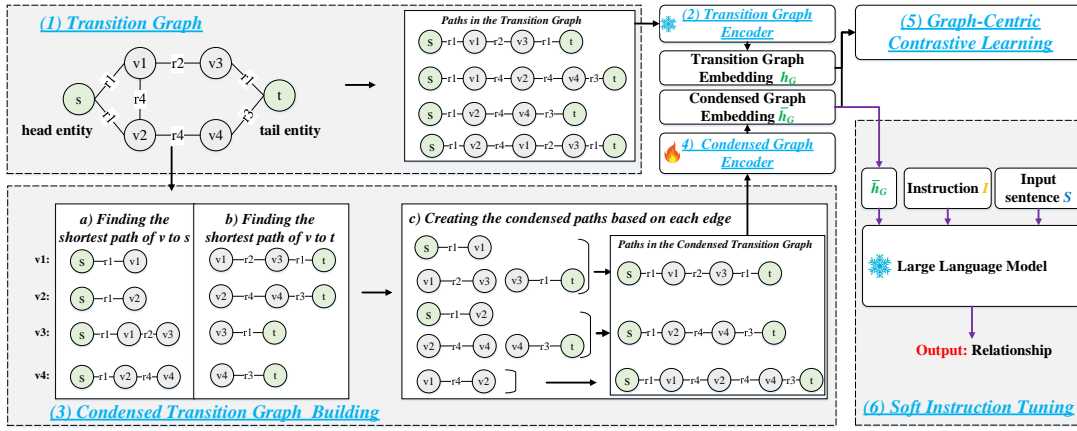 (1) Transition Graph
s
r1
v1
r2
v3
r1
r4
t
r1
r3
v2
r4
v4
head entity
tail entity
Paths in the Transition Graph
s r1 v1 r2 v3 r1 t
s r1 v1 r4 v2 r4 v4 r3 t
s r1 v2 r4 v4 r3 t
s r1 v2 r4 v1 r2 v3 r1 t
(2) Transition Graph
Encoder
Transition Graph
Embedding h_G
Condensed Graph
Embedding h̄_G
4) Condensed Graph
Encoder
(5) Graph-Centric
Contrastive Learning
(3) Condensed Transition Graph Building
a) Finding the
shortest path of v to s
v1: s r1 v1
v2: s r1 v2
v3: s r1 v1 r2 v3
v4: s r1 v2 r4 v4
b) Finding the
shortest path of v to t
v1 r2 v3 r1 t
v2 r4 v4 r3 t
v3 r1 t
v4 r3 t
c) Creating the condensed paths based on each edge
s r1 v1
v1 r2 v3 v3 r1 t
s r1 v2
v2 r4 v4 v4 r3 t
v1 r4 v2
Paths in the Condensed Transition Graph
s r1 v1 r2 v3 r1 t
s r1 v2 r4 v4 r3 t
s r1 v1 r4 v2 r4 v4 r3 t
h̄_G
Instruction I
Input
sentence S
Large Language Model
Output: Relationship
(6) Soft Instruction Tuning